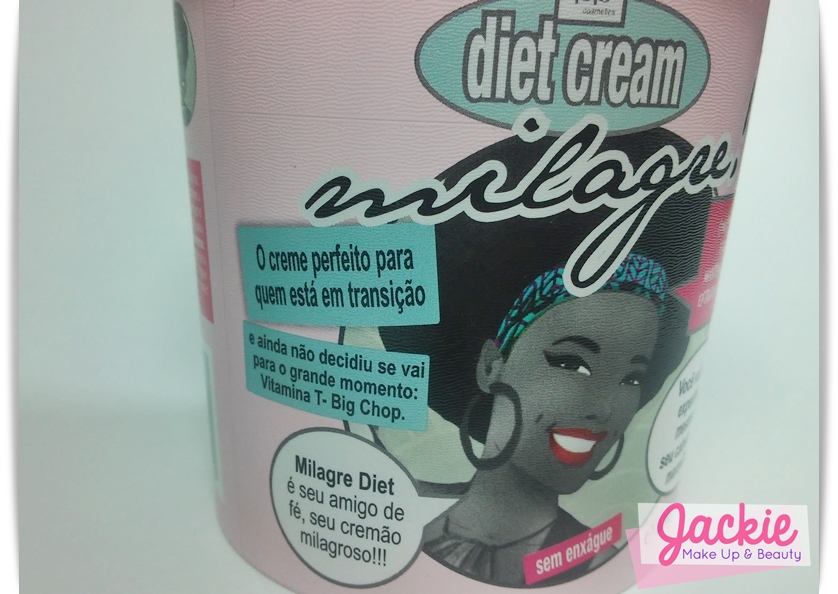 cosmetics
diet cream
milagre,
O creme perfeito para
quem está em transição
e ainda não decidiu se vai
para o grande momento:
Vitamina T- Big Chop.
Milagre Diet
é seu amigo de
fé, seu cremão
milagroso!!!
sem enxágue
Jackie
Make Up & Beauty